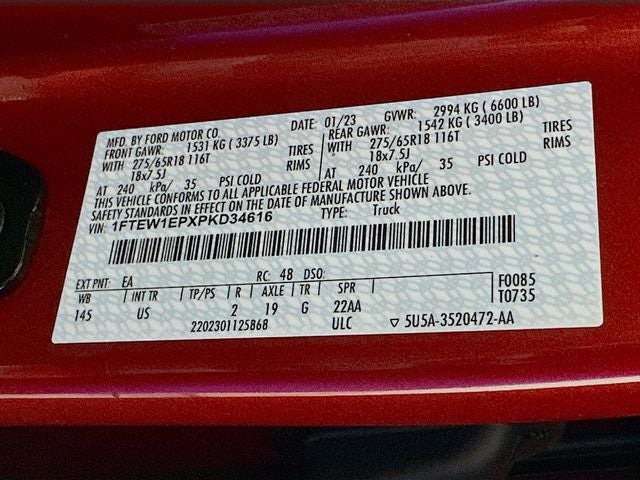 MFD. BY FORD MOTOR CO. DATE: 01/23 GVWR: 2994 KG ( 6600 LB)
FRONT GAWR: 1531 KG ( 3375 LB) REAR GAWR: 1542 KG ( 3400 LB)
WITH 275/65R18 116T TIRES WITH 275/65R18 116T TIRES
18x7.5J RIMS 18x7.5J RIMS
AT 240 kPa/ 35 PSI COLD AT 240 kPa/ 35 PSI COLD
THIS VEHICLE CONFORMS TO ALL APPLICABLE FEDERAL MOTOR VEHICLE
SAFETY STANDARDS IN EFFECT ON THE DATE OF MANUFACTURE SHOWN ABOVE.
VIN: 1FTEW1EPXPKD34616 TYPE: Truck
EXT PNT: EA RC: 48 DSO: F0085
WB INT TR TP/PS R AXLE TR SPR T0735
145 US 2 19 G 22AA
2202301125868 ULC ▽ 5U5A-3520472-AA